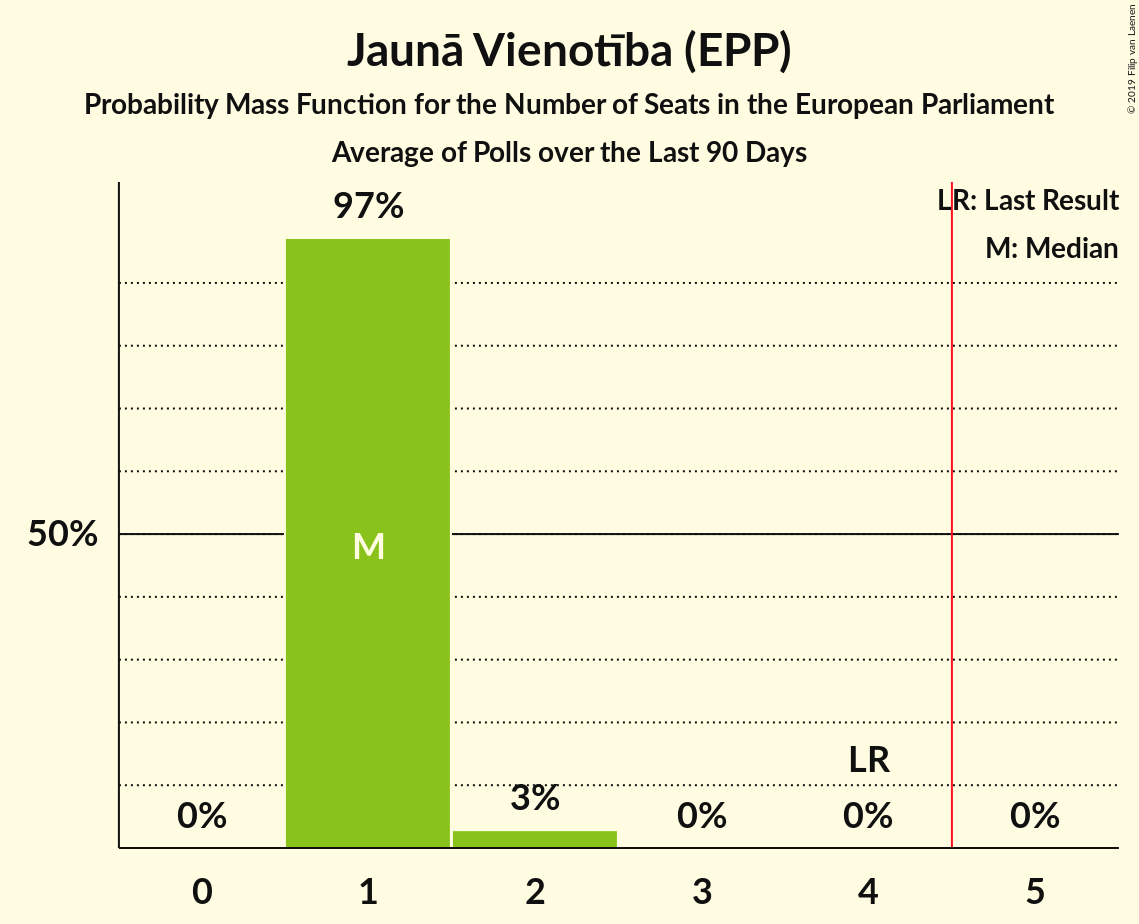 Jaunā Vienotība (EPP)
Probability Mass Function for the Number of Seats in the European Parliament
Average of Polls over the Last 90 Days
© 2019 Filip van Laenen
LR: Last Result
M: Median
97%
50%
M
LR
3%
0%
0%
0%
0%
0 1 2 3 4 5